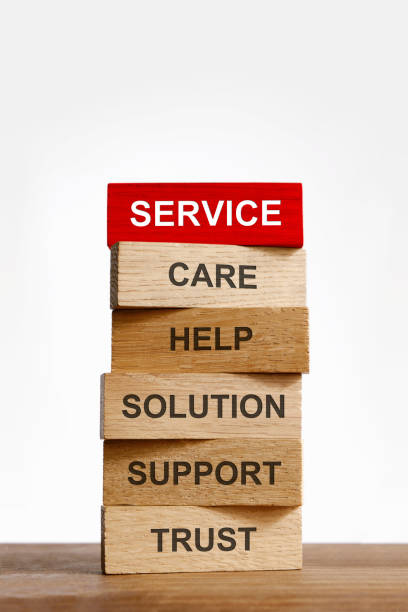 SERVICE
CARE
HELP
SOLUTION
SUPPORT
TRUST